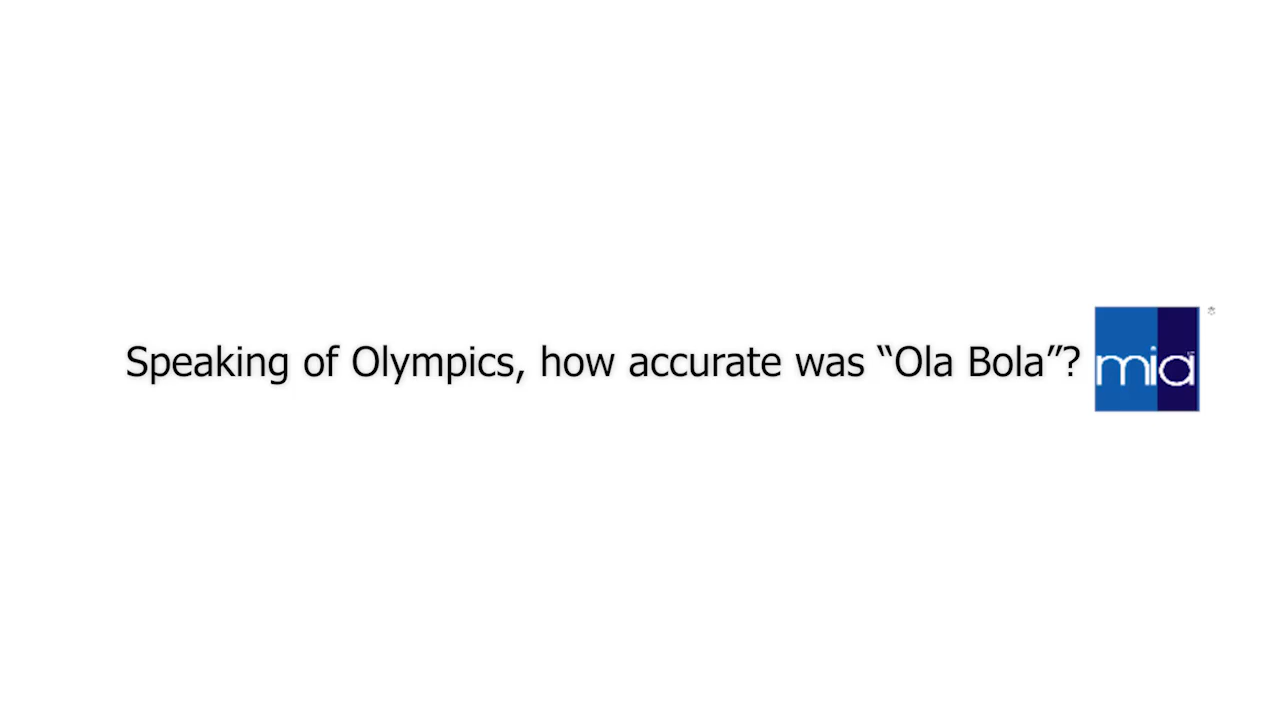 Speaking of Olympics, how accurate was “Ola Bola”?
mia